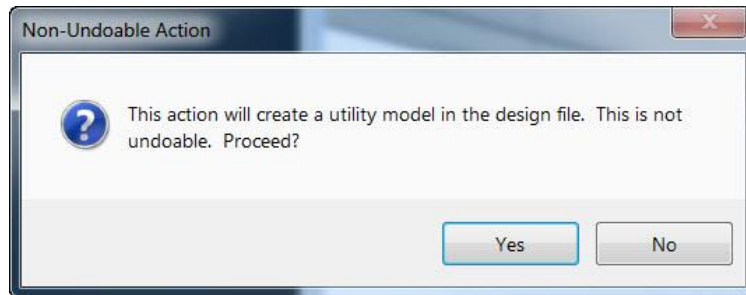 Non-Undoable Action
This action will create a utility model in the design file.  This is not
undoable.  Proceed?
Yes
No